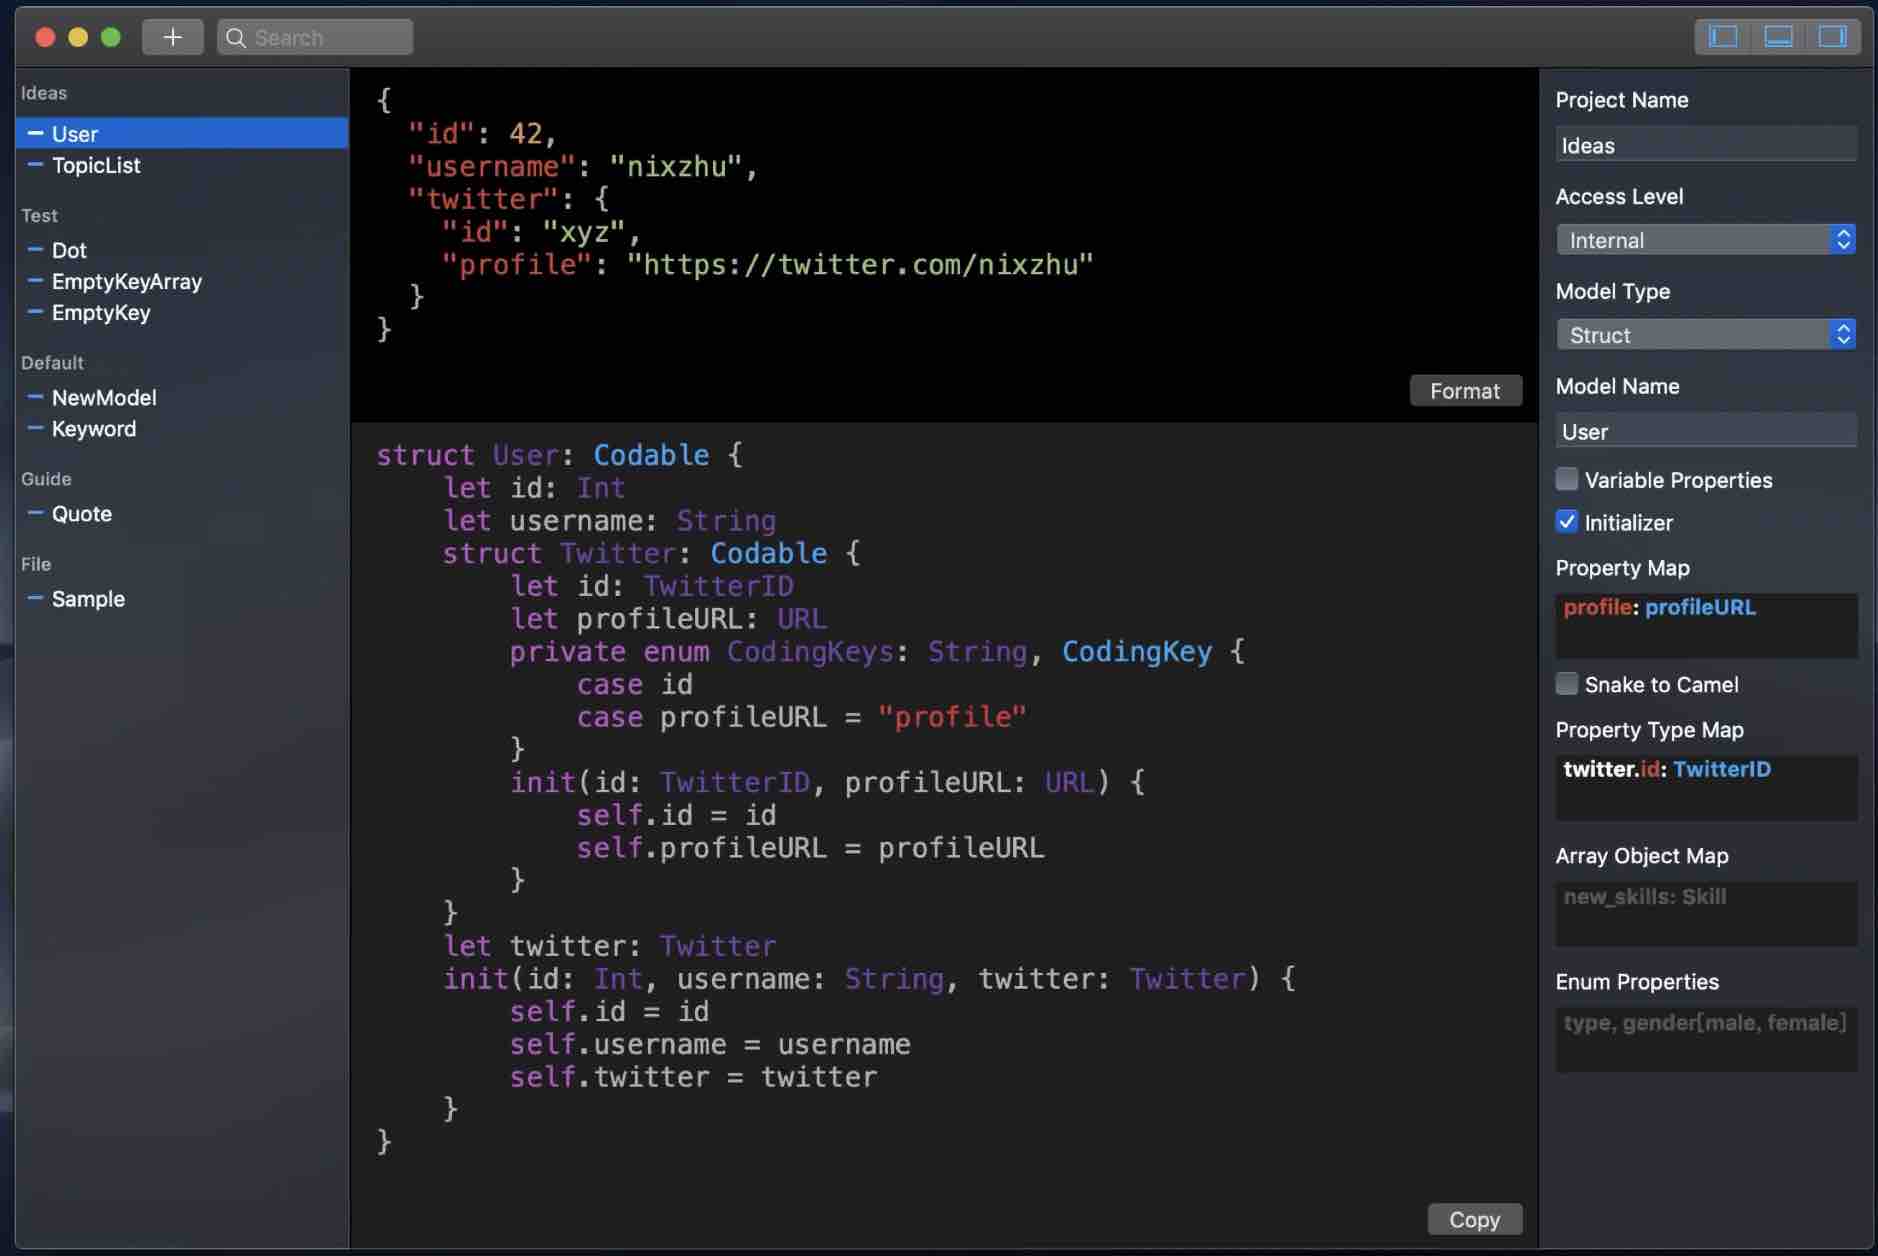 +
Search
Ideas
User
TopicList
Test
Dot
EmptyKeyArray
EmptyKey
Default
NewModel
Keyword
Guide
Quote
File
Sample
{
  "id": 42,
  "username": "nixzhu",
  "twitter": {
    "id": "xyz",
    "profile": "https://twitter.com/nixzhu"
  }
}
Format
struct User: Codable {
    let id: Int
    let username: String
    struct Twitter: Codable {
        let id: TwitterID
        let profileURL: URL
        private enum CodingKeys: String, CodingKey {
            case id
            case profileURL = "profile"
        }
        init(id: TwitterID, profileURL: URL) {
            self.id = id
            self.profileURL = profileURL
        }
    }
    let twitter: Twitter
    init(id: Int, username: String, twitter: Twitter) {
        self.id = id
        self.username = username
        self.twitter = twitter
    }
}
Copy
Project Name
Ideas
Access Level
Internal
Model Type
Struct
Model Name
User
Variable Properties
Initializer
Property Map
profile: profileURL
Snake to Camel
Property Type Map
twitter.id: TwitterID
Array Object Map
new_skills: Skill
Enum Properties
type, gender[male, female]